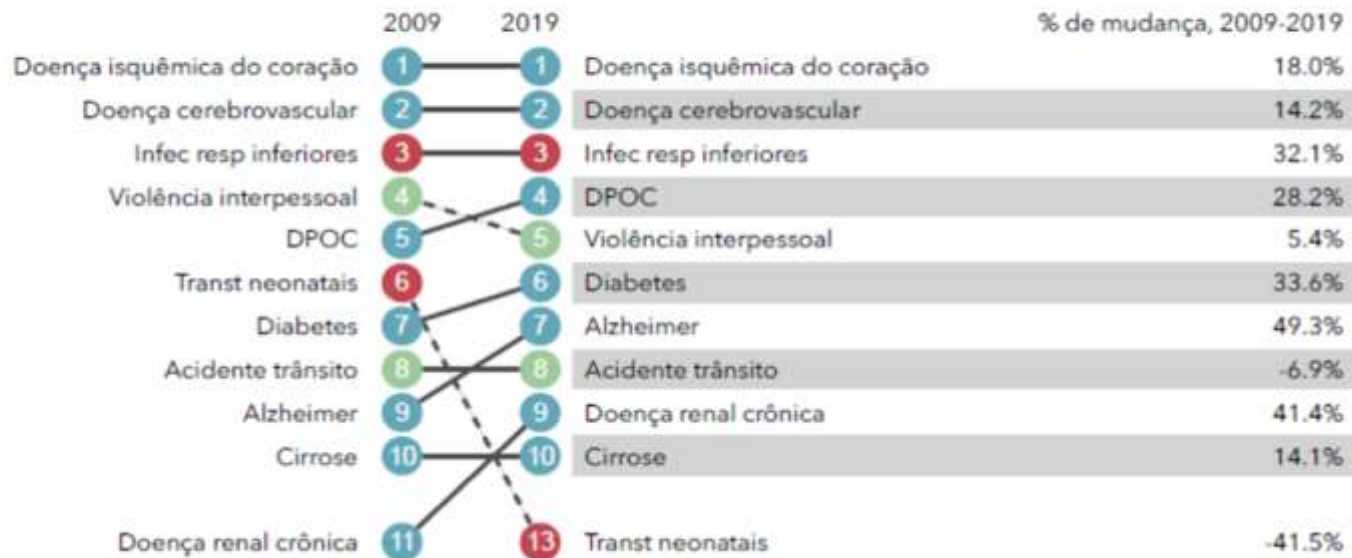 2009 2019 % de mudança, 2009-2019
Doença isquêmica do coração 1 1 Doença isquêmica do coração 18.0%
Doença cerebrovascular 2 2 Doença cerebrovascular 14.2%
Infec resp inferiores 3 3 Infec resp inferiores 32.1%
Violência interpessoal 4 4 DPOC 28.2%
DPOC 5 5 Violência interpessoal 5.4%
Transt neonatais 6 6 Diabetes 33.6%
Diabetes 7 7 Alzheimer 49.3%
Acidente trânsito 8 8 Acidente trânsito -6.9%
Alzheimer 9 9 Doença renal crônica 41.4%
Cirrose 10 10 Cirrose 14.1%
Doença renal crônica 11 13 Transt neonatais -41.5%